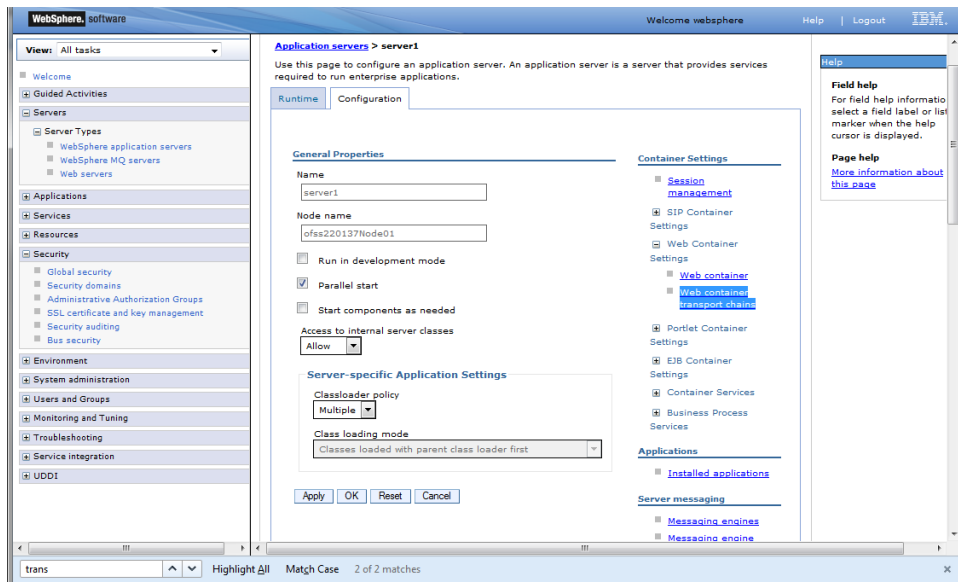 WebSphere. software
Welcome websphere
Help | Logout
IBM.
View: All tasks
Welcome
Guided Activities
Servers
Server Types
WebSphere application servers
WebSphere MQ servers
Web servers
Applications
Services
Resources
Security
Global security
Security domains
Administrative Authorization Groups
SSL certificate and key management
Security auditing
Bus security
Environment
System administration
Users and Groups
Monitoring and Tuning
Troubleshooting
Service integration
UDDI
Application servers > server1
Use this page to configure an application server. An application server is a server that provides services
required to run enterprise applications.
Runtime
Configuration
General Properties
Name
server1
Node name
ofss220137Node01
Run in development mode
Parallel start
Start components as needed
Access to internal server classes
Allow
Server-specific Application Settings
Classloader policy
Multiple
Class loading mode
Classes loaded with parent class loader first
Apply OK Reset Cancel
Container Settings
Session
management
SIP Container
Settings
Web Container
Settings
Web container
Web container
transport chains
Portlet Container
Settings
EJB Container
Settings
Container Services
Business Process
Services
Applications
Installed applications
Server messaging
Messaging engines
Messaging engine
Help
Field help
For field help informatio
select a field label or list
marker when the help
cursor is displayed.
Page help
More information about
this page
trans
Highlight All
Match Case
2 of 2 matches